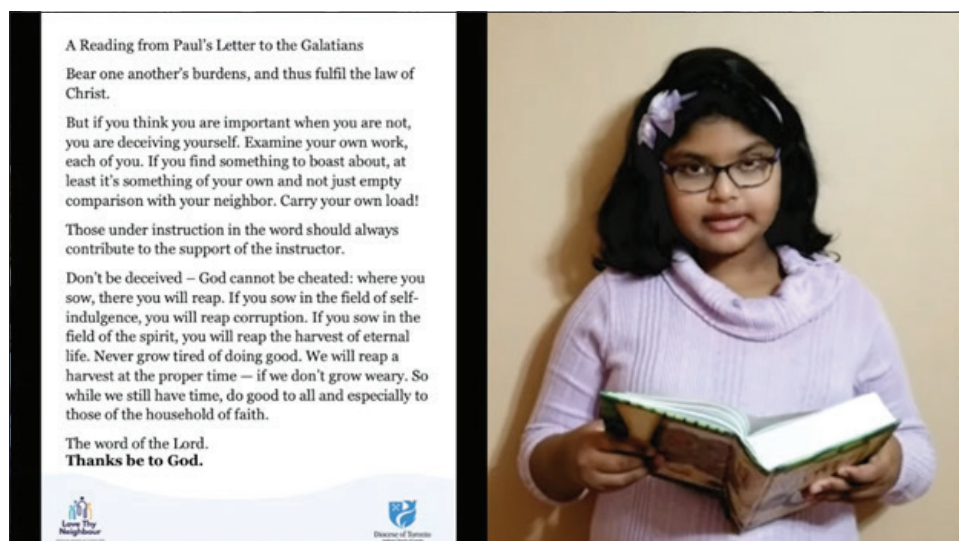 A Reading from Paul's Letter to the Galatians
Bear one another's burdens, and thus fulfil the law of
Christ.
But if you think you are important when you are not,
you are deceiving yourself. Examine your own work,
each of you. If you find something to boast about, at
least it's something of your own and not just empty
comparison with your neighbor. Carry your own load!
Those under instruction in the word should always
contribute to the support of the instructor.
Don't be deceived – God cannot be cheated: where you
sow, there you will reap. If you sow in the field of self-
indulgence, you will reap corruption. If you sow in the
field of the spirit, you will reap the harvest of eternal
life. Never grow tired of doing good. We will reap a
harvest at the proper time — if we don't grow weary. So
while we still have time, do good to all and especially to
those of the household of faith.
The word of the Lord.
Thanks be to God.
Love Thy
Neighbour
Diocese of Toronto